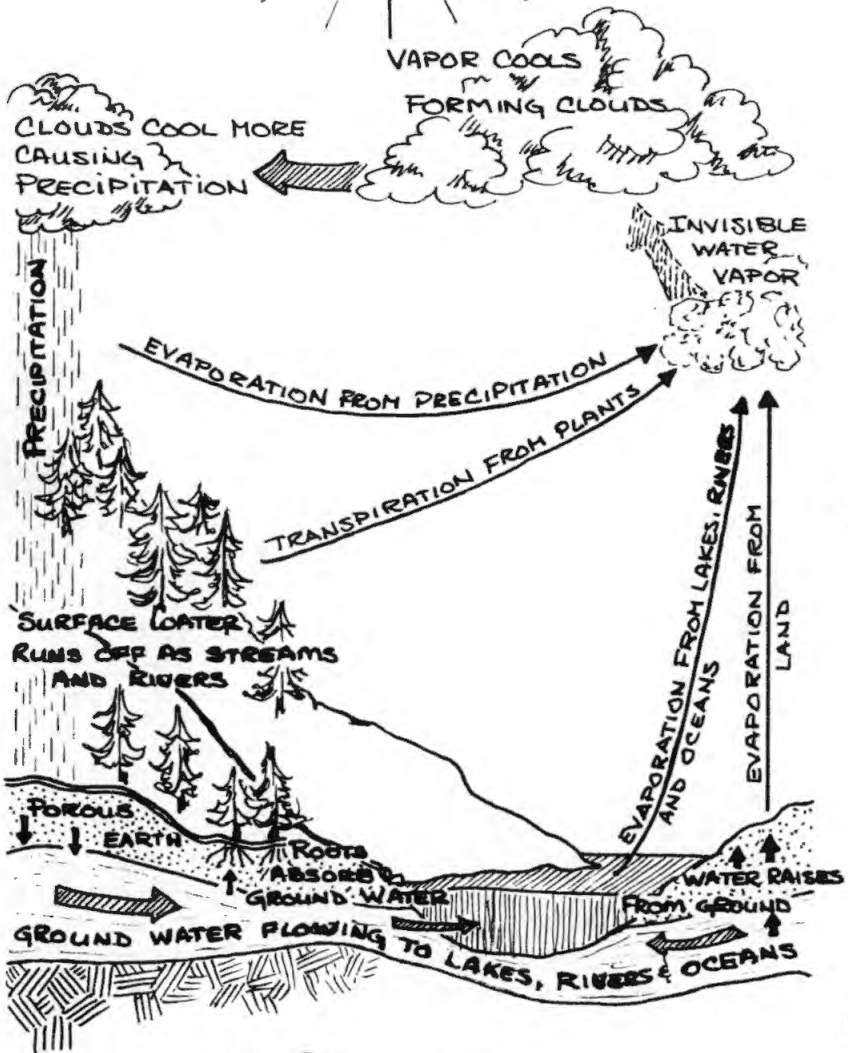 VAPOR COOLS
FORMING CLOUDS
CLOUDS COOL MORE
CAUSING
PRECIPITATION
INVISIBLE
WATER
VAPOR
PRECIPITATION
EVAPORATION FROM PRECIPITATION
TRANSPIRATION FROM PLANTS
EVAPORATION FROM LAKES, RIVERS
AND OCEANS
EVAPORATION FROM
LAND
SURFACE WATER
RUNS OFF AS STREAMS
AND RIVERS
POROUS
EARTH
ROOTS
ABSORB
GROUND WATER
WATER RAISES
FROM GROUND
GROUND WATER FLOWING TO LAKES, RIVERS & OCEANS